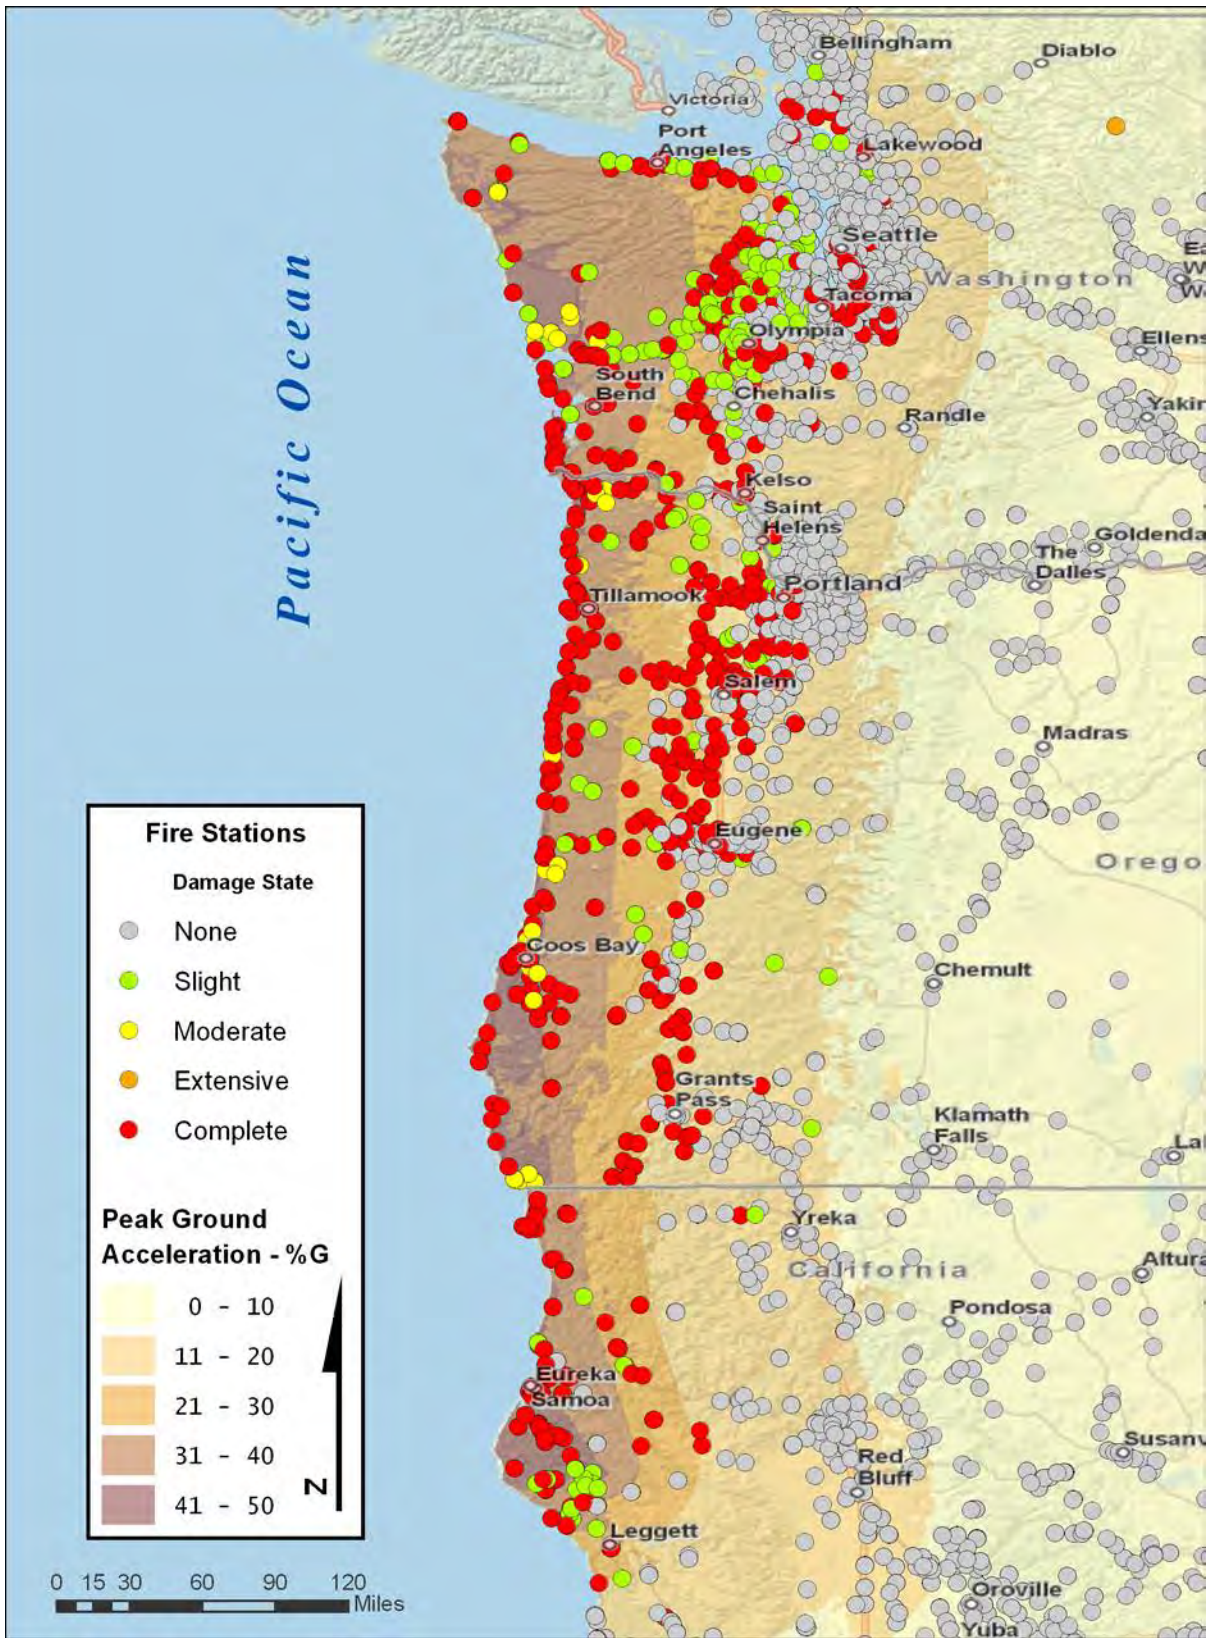 Bellingham
Diablo
Victoria
Port
Angeles
Lakewood
Seattle
Washington
Tacoma
Olympia
Ellens
South
Bend
Chehalis
Randle
Yakin
Kelso
Saint
Helens
Goldenda
The
Dalles
Portland
Tillamook
Salem
Madras
Eugene
Orego
Coos Bay
Chemult
Grants
Pass
Klamath
Falls
Lal
Yreka
California
Altura
Pondosa
Eureka
Samoa
Susanv
Red
Bluff
Leggett
Oroville
Yuba
Pacific Ocean
Fire Stations
Damage State
None
Slight
Moderate
Extensive
Complete
Peak Ground
Acceleration - %G
0 - 10
11 - 20
21 - 30
31 - 40
41 - 50
N
0 15 30 60 90 120
Miles